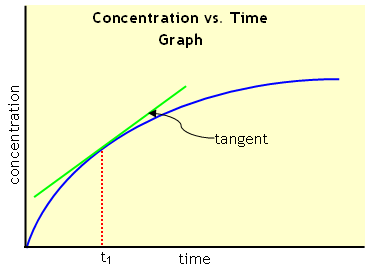 Concentration vs. Time
Graph
concentration
tangent
t₁
time